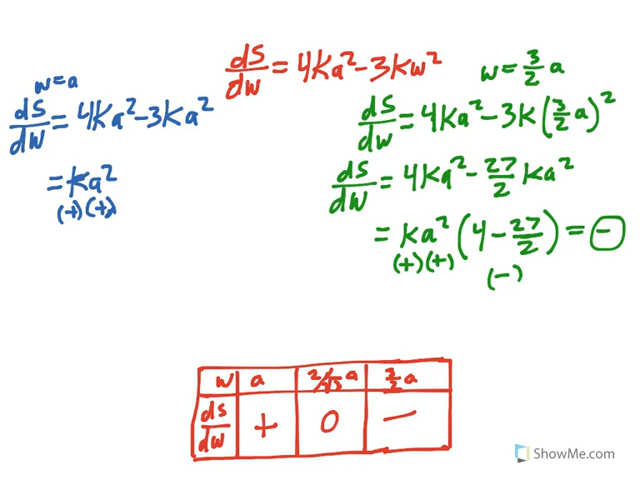 dS/dw = 4Ka² - 3Kw²
w = a
dS/dw = 4Ka² - 3Ka²
= Ka²
(+)(+)
w = 3/2 a
dS/dw = 4Ka² - 3K(3/2 a)²
dS/dw = 4Ka² - 27/2 Ka²
= Ka²(4 - 27/2) = -
(+)(+) (-)
w a 2/√3 a 3/2 a
dS/dw + 0 -
ShowMe.com